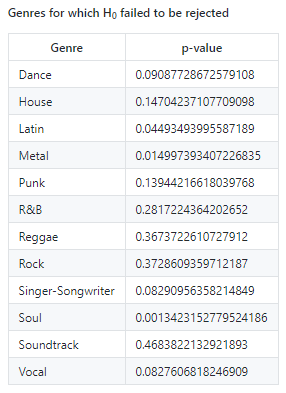 Genres for which H₀ failed to be rejected
Genre p-value
Dance 0.09087728672579108
House 0.14704237107709098
Latin 0.04493493995587189
Metal 0.014997393407226835
Punk 0.13944216618039768
R&B 0.2817224364202652
Reggae 0.3673722610727912
Rock 0.3728609359712187
Singer-Songwriter 0.08290956358214849
Soul 0.0013423152779524186
Soundtrack 0.4683822132921893
Vocal 0.0827606818246909